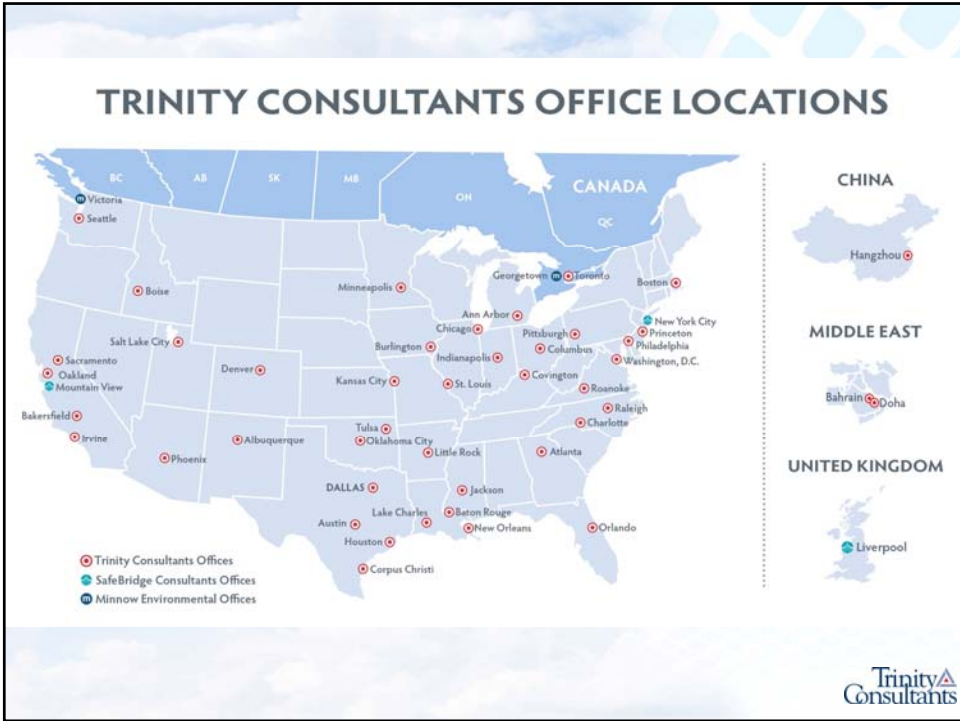 TRINITY CONSULTANTS OFFICE LOCATIONS
BC
AB
SK
MB
ON
CANADA
QC
Victoria
Seattle
Boise
Minneapolis
Georgetown
Toronto
Boston
Ann Arbor
New York City
Chicago
Pittsburgh
Princeton
Salt Lake City
Burlington
Columbus
Philadelphia
Indianapolis
Washington, D.C.
Sacramento
Oakland
Mountain View
Denver
Kansas City
St. Louis
Covington
Roanoke
Bakersfield
Raleigh
Tulsa
Charlotte
Irvine
Albuquerque
Oklahoma City
Little Rock
Atlanta
Phoenix
DALLAS
Jackson
Lake Charles
Baton Rouge
Austin
New Orleans
Orlando
Houston
Corpus Christi
Trinity Consultants Offices
SafeBridge Consultants Offices
m Minnow Environmental Offices
CHINA
Hangzhou
MIDDLE EAST
Bahrain
Doha
UNITED KINGDOM
Liverpool
Trinity
Consultants